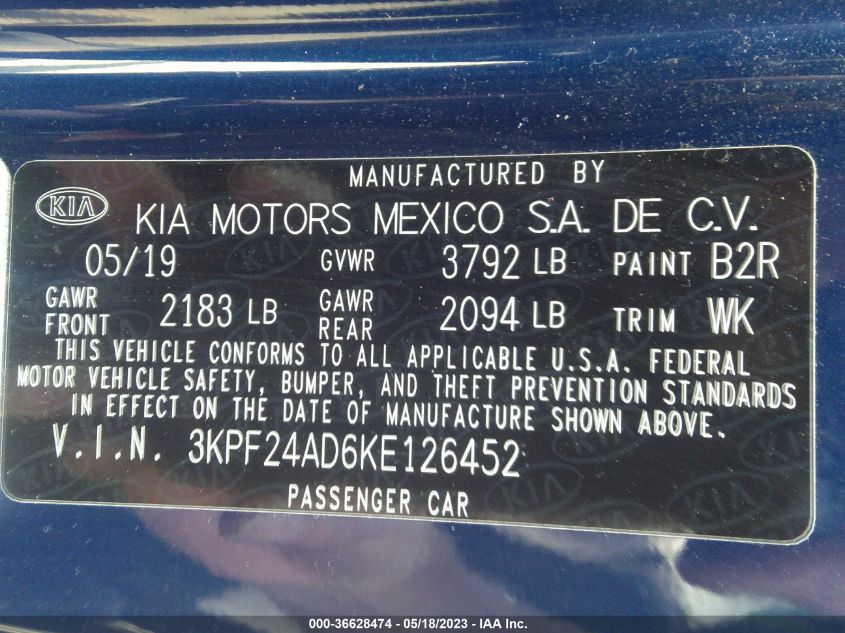 MANUFACTURED BY
KIA
KIA MOTORS MEXICO S.A. DE C.V.
05/19 GVWR 3792 LB PAINT B2R
GAWR FRONT 2183 LB GAWR REAR 2094 LB TRIM WK
THIS VEHICLE CONFORMS TO ALL APPLICABLE U.S.A. FEDERAL
MOTOR VEHICLE SAFETY, BUMPER, AND THEFT PREVENTION STANDARDS
IN EFFECT ON THE DATE OF MANUFACTURE SHOWN ABOVE.
V.I.N. 3KPF24AD6KE126452
PASSENGER CAR
000-36628474 - 05/18/2023 - IAA Inc.